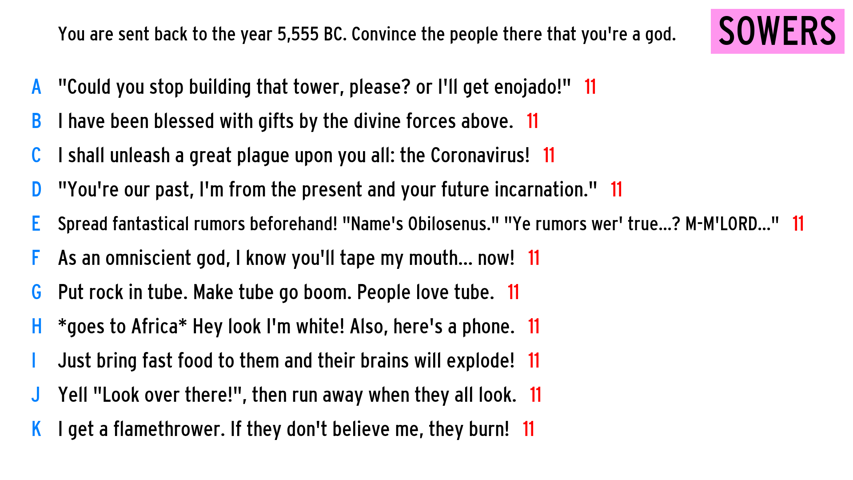 You are sent back to the year 5,555 BC. Convince the people there that you're a god.
SOWERS
A "Could you stop building that tower, please? or I'll get enojado!" 11
B I have been blessed with gifts by the divine forces above. 11
C I shall unleash a great plague upon you all: the Coronavirus! 11
D "You're our past, I'm from the present and your future incarnation." 11
E Spread fantastical rumors beforehand! "Name's Obilosenus." "Ye rumors wer' true...? M-M'LORD..." 11
F As an omniscient god, I know you'll tape my mouth... now! 11
G Put rock in tube. Make tube go boom. People love tube. 11
H *goes to Africa* Hey look I'm white! Also, here's a phone. 11
I Just bring fast food to them and their brains will explode! 11
J Yell "Look over there!", then run away when they all look. 11
K I get a flamethrower. If they don't believe me, they burn! 11